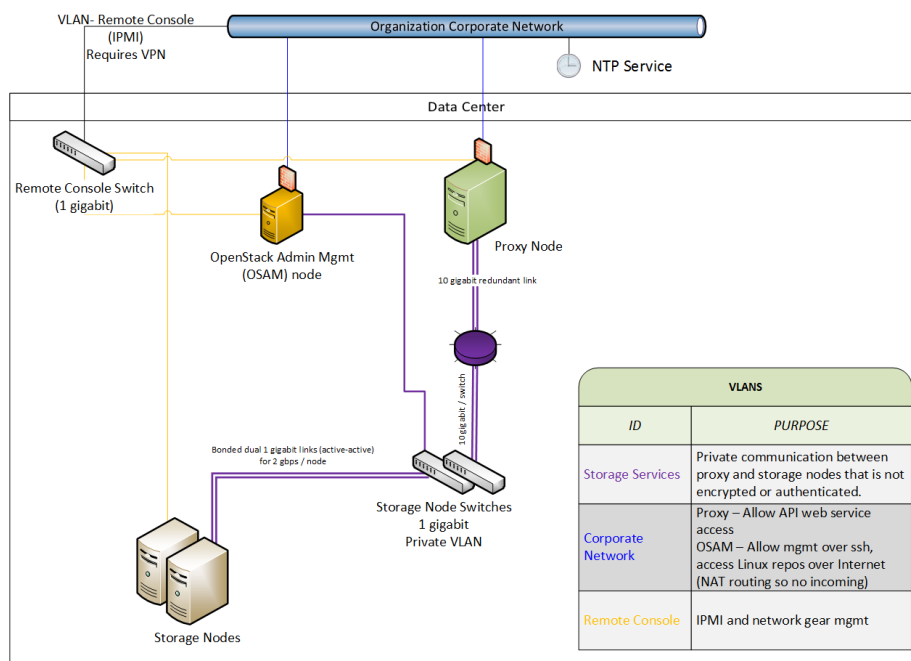 VLAN- Remote Console
(IPMI)
Requires VPN
Organization Corporate Network
NTP Service
Data Center
Remote Console Switch
(1 gigabit)
OpenStack Admin Mgmt
(OSAM) node
Proxy Node
10 gigabit redundant link
10 gigabit / switch
Bonded dual 1 gigabit links (active-active)
for 2 gbps / node
Storage Node Switches
1 gigabit
Private VLAN
Storage Nodes
VLANS
ID
PURPOSE
Storage Services
Private communication between
proxy and storage nodes that is not
encrypted or authenticated.
Corporate
Network
Proxy – Allow API web service
access
OSAM – Allow mgmt over ssh,
access Linux repos over Internet
(NAT routing so no incoming)
Remote Console
IPMI and network gear mgmt